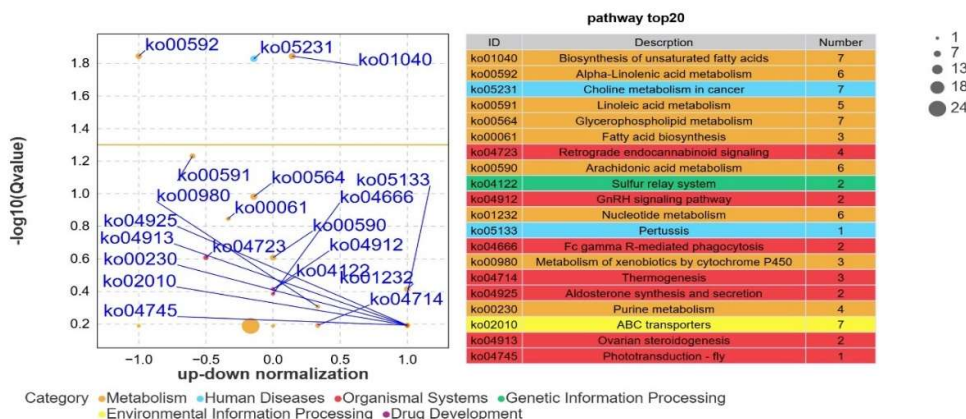 pathway top20
ko00592
ko05231
ko01040
ko00591
ko00980
ko00564
ko05133
ko04666
ko00061
ko04925
ko00590
ko04913
ko04723
ko04912
ko00230
ko04122
ko01232
ko02010
ko04714
ko04745
1.8
1.6
1.4
1.2
1.0
0.8
0.6
0.4
0.2
-log10(Qvalue)
−1.0 −0.5 0.0 0.5 1.0
up-down normalization
ID Descrption Number
ko01040 Biosynthesis of unsaturated fatty acids 7
ko00592 Alpha-Linolenic acid metabolism 6
ko05231 Choline metabolism in cancer 7
ko00591 Linoleic acid metabolism 5
ko00564 Glycerophospholipid metabolism 7
ko00061 Fatty acid biosynthesis 3
ko04723 Retrograde endocannabinoid signaling 4
ko00590 Arachidonic acid metabolism 6
ko04122 Sulfur relay system 2
ko04912 GnRH signaling pathway 2
ko01232 Nucleotide metabolism 6
ko05133 Pertussis 1
ko04666 Fc gamma R-mediated phagocytosis 2
ko00980 Metabolism of xenobiotics by cytochrome P450 3
ko04714 Thermogenesis 3
ko04925 Aldosterone synthesis and secretion 2
ko00230 Purine metabolism 4
ko02010 ABC transporters 7
ko04913 Ovarian steroidogenesis 2
ko04745 Phototransduction - fly 1
1
7
13
18
24
Category Metabolism Human Diseases Organismal Systems Genetic Information Processing
Environmental Information Processing Drug Development